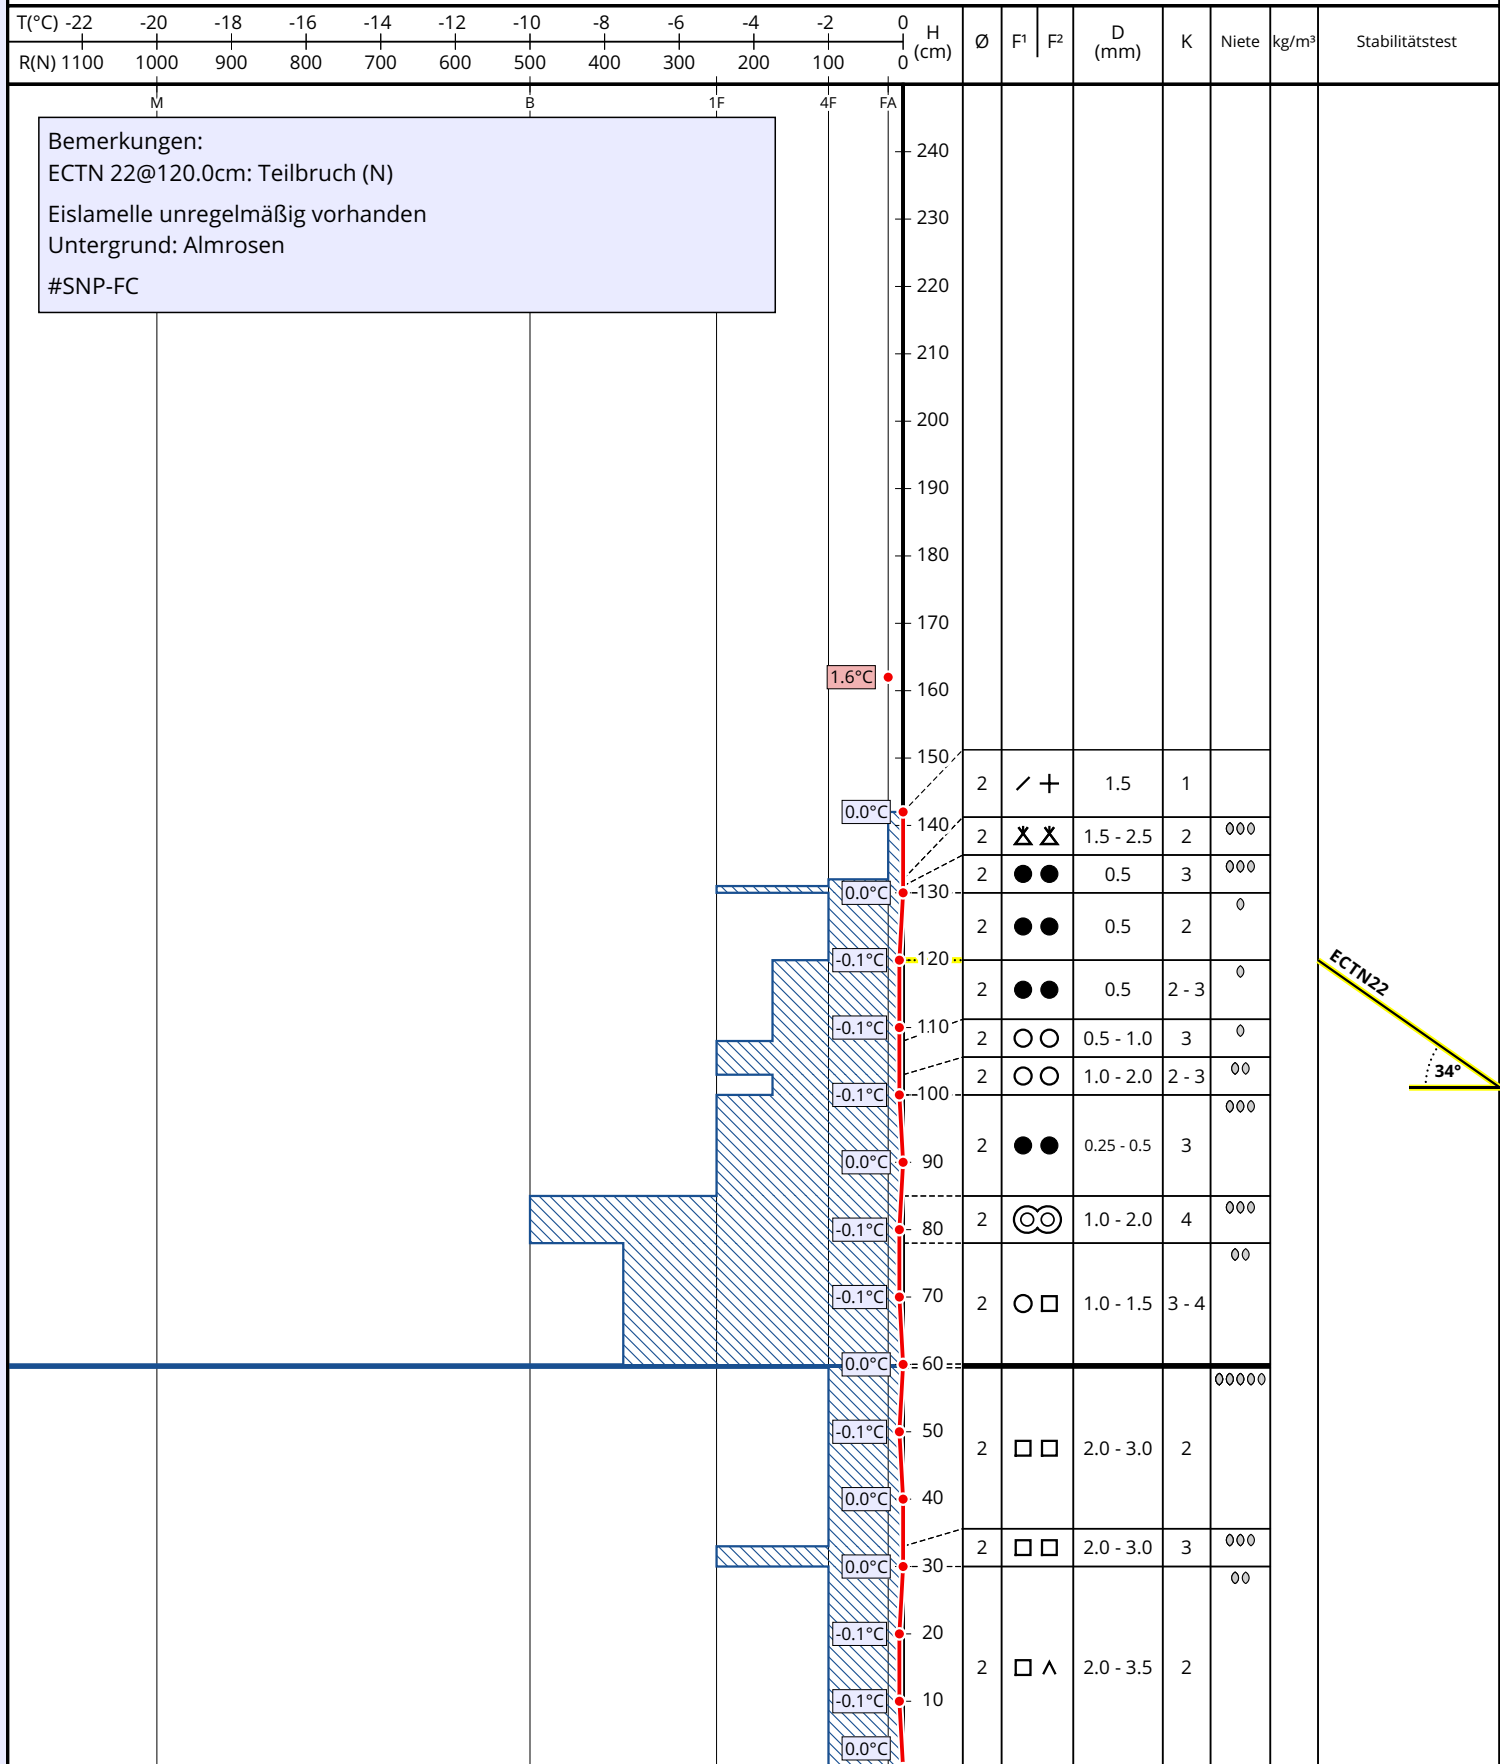 T(°C) -22 -20 -18 -16 -14 -12 -10 -8 -6 -4 -2 0
R(N) 1100 1000 900 800 700 600 500 400 300 200 100 0
H (cm) Ø F¹ F² D (mm) K Niete kg/m³ Stabilitätstest
M B 1F 4F FA
Bemerkungen:
ECTN 22@120.0cm: Teilbruch (N)
Eislamelle unregelmäßig vorhanden
Untergrund: Almrosen
#SNP-FC
240
230
220
210
200
190
180
170
1.6°C
160
150
2 1.5 1
0.0°C
140
2 1.5 - 2.5 2
2 0.5 3
0.0°C 130
2 0.5 2
-0.1°C 120
ECTN22
2 0.5 2 - 3
-0.1°C 110
2 0.5 - 1.0 3
34°
2 1.0 - 2.0 2 - 3
-0.1°C 100
2 0.25 - 0.5 3
0.0°C 90
2 1.0 - 2.0 4
-0.1°C 80
-0.1°C 70
2 1.0 - 1.5 3 - 4
0.0°C 60
-0.1°C 50
2 2.0 - 3.0 2
0.0°C 40
2 2.0 - 3.0 3
0.0°C 30
-0.1°C 20
2 2.0 - 3.5 2
-0.1°C 10
0.0°C